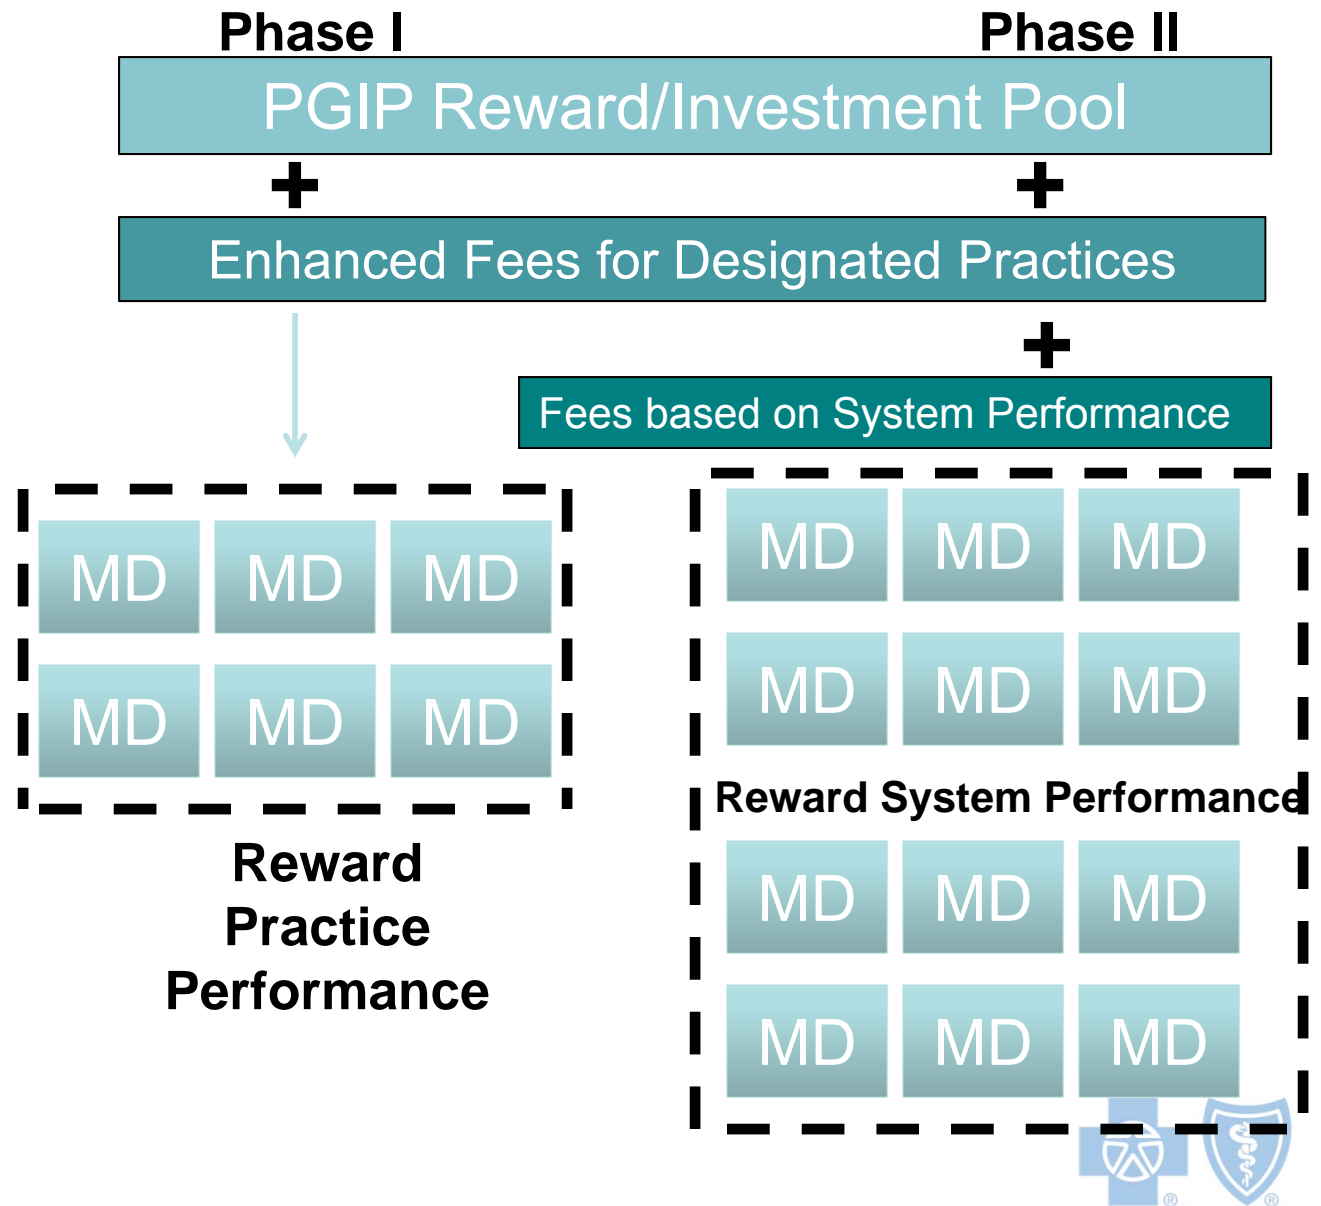 Phase I Phase II
PGIP Reward/Investment Pool
+ +
Enhanced Fees for Designated Practices
+
Fees based on System Performance
MD MD MD
MD MD MD
Reward
Practice
Performance
MD MD MD
MD MD MD
Reward System Performance
MD MD MD
MD MD MD
® ®